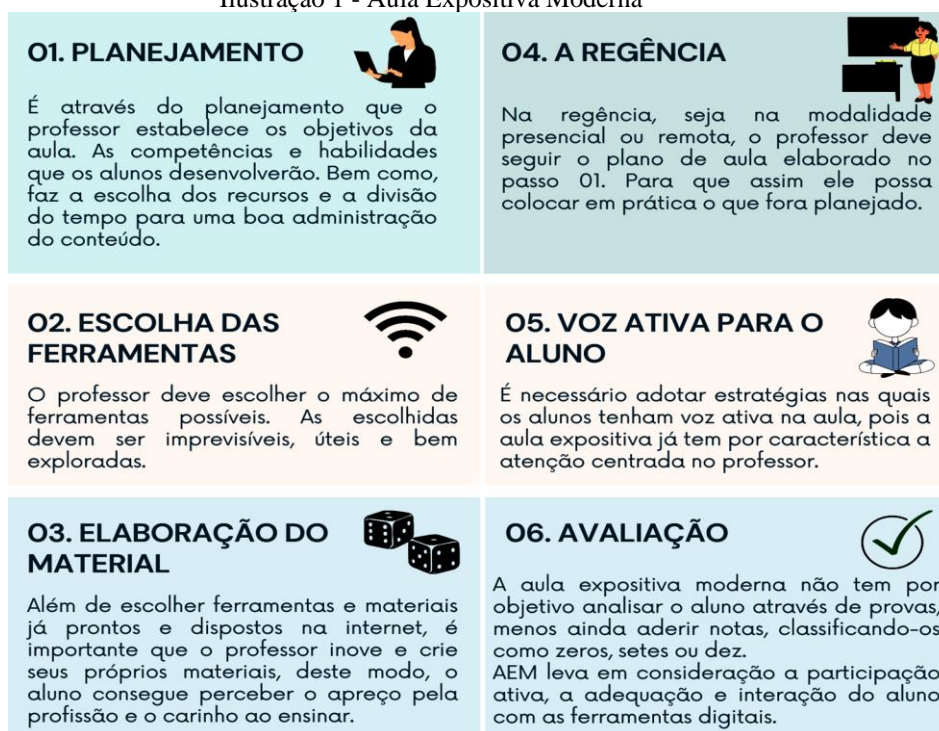 Ilustração 1 - Aula Expositiva Moderna
01. PLANEJAMENTO
É através do planejamento que o
professor estabelece os objetivos da
aula. As competências e habilidades
que os alunos desenvolverão. Bem como,
faz a escolha dos recursos e a divisão
do tempo para uma boa administração
do conteúdo.
02. ESCOLHA DAS
FERRAMENTAS
O professor deve escolher o máximo de
ferramentas possíveis. As escolhidas
devem ser imprevisíveis, úteis e bem
exploradas.
03. ELABORAÇÃO DO
MATERIAL
Além de escolher ferramentas e materiais
já prontos e dispostos na internet, é
importante que o professor inove e crie
seus próprios materiais, deste modo, o
aluno consegue perceber o apreço pela
profissão e o carinho ao ensinar.
04. A REGÊNCIA
Na regência, seja na modalidade
presencial ou remota, o professor deve
seguir o plano de aula elaborado no
passo 01. Para que assim ele possa
colocar em prática o que fora planejado.
05. VOZ ATIVA PARA O
ALUNO
É necessário adotar estratégias nas quais
os alunos tenham voz ativa na aula, pois a
aula expositiva já tem por característica a
atenção centrada no professor.
06. AVALIAÇÃO
A aula expositiva moderna não tem por
objetivo analisar o aluno através de provas,
menos ainda aderir notas, classificando-os
como zeros, setes ou dez.
AEM leva em consideração a participação
ativa, a adequação e interação do aluno
com as ferramentas digitais.